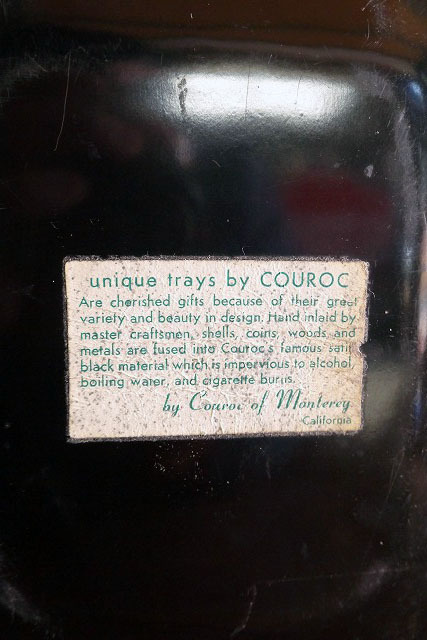 unique trays by COUROC
Are cherished gifts because of their great
variety and beauty in design. Hand inlaid by
master craftsmen, shells, coins, woods and
metals are fused into Couroc's famous satin
black material which is impervious to alcohol,
boiling water, and cigarette burns.
by Couroc of Monterey
California